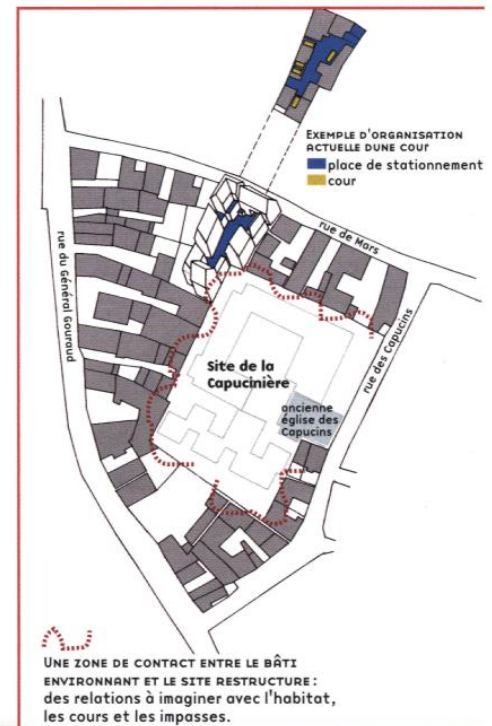 EXEMPLE D'ORGANISATION
ACTUELLE DUNE COUR
place de stationnement
cour
rue de Mars
rue du Général Gouraud
rue des Capucins
Site de la
Capucinière
ancienne
église des
Capucins
UNE ZONE DE CONTACT ENTRE LE BÂTI
ENVIRONNANT ET LE SITE RESTRUCTURE :
des relations à imaginer avec l'habitat,
les cours et les impasses.